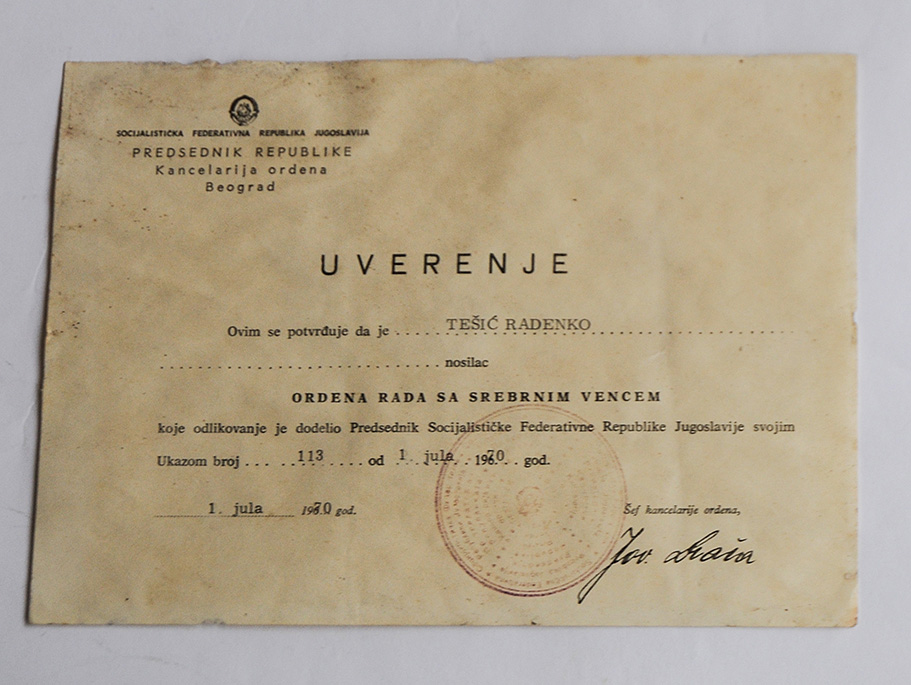 SOCIJALISTIČKA FEDERATIVNA REPUBLIKA JUGOSLAVIJA
PREDSEDNIK REPUBLIKE
Kancelarija ordena
Beograd
UVERENJE
Ovim se potvrđuje da je ..... TEŠIĆ RADENKO
nosilac
ORDENA RADA SA SREBRNIM VENCEM
koje odlikovanje je dodelio Predsednik Socijalističke Federativne Republike Jugoslavije svojim
Ukazom broj .... 113 ..... od 1. jula 1970. god.
1. jula 1970 god.
Šef kancelarije ordena,